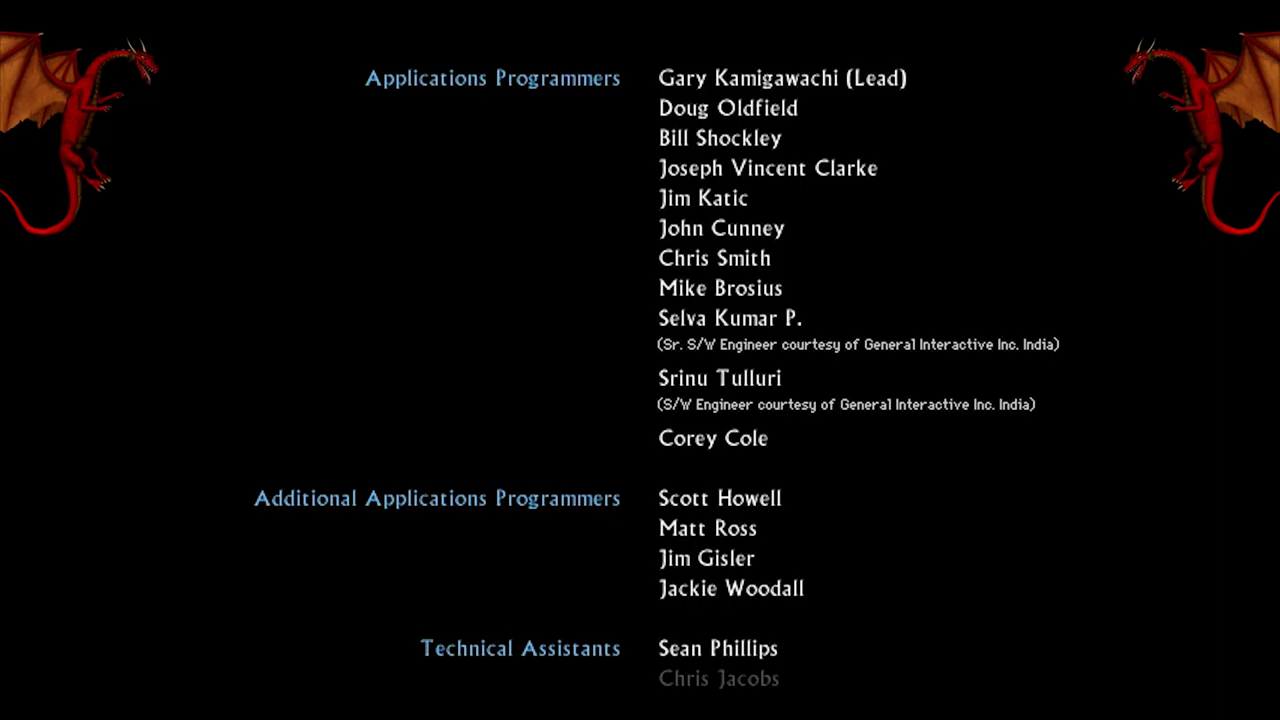 Applications Programmers Gary Kamigawachi (Lead)
Doug Oldfield
Bill Shockley
Joseph Vincent Clarke
Jim Katic
John Cunney
Chris Smith
Mike Brosius
Selva Kumar P.
(Sr. S/W Engineer courtesy of General Interactive Inc. India)
Srinu Tulluri
(S/W Engineer courtesy of General Interactive Inc. India)
Corey Cole
Additional Applications Programmers Scott Howell
Matt Ross
Jim Gisler
Jackie Woodall
Technical Assistants Sean Phillips
Chris Jacobs